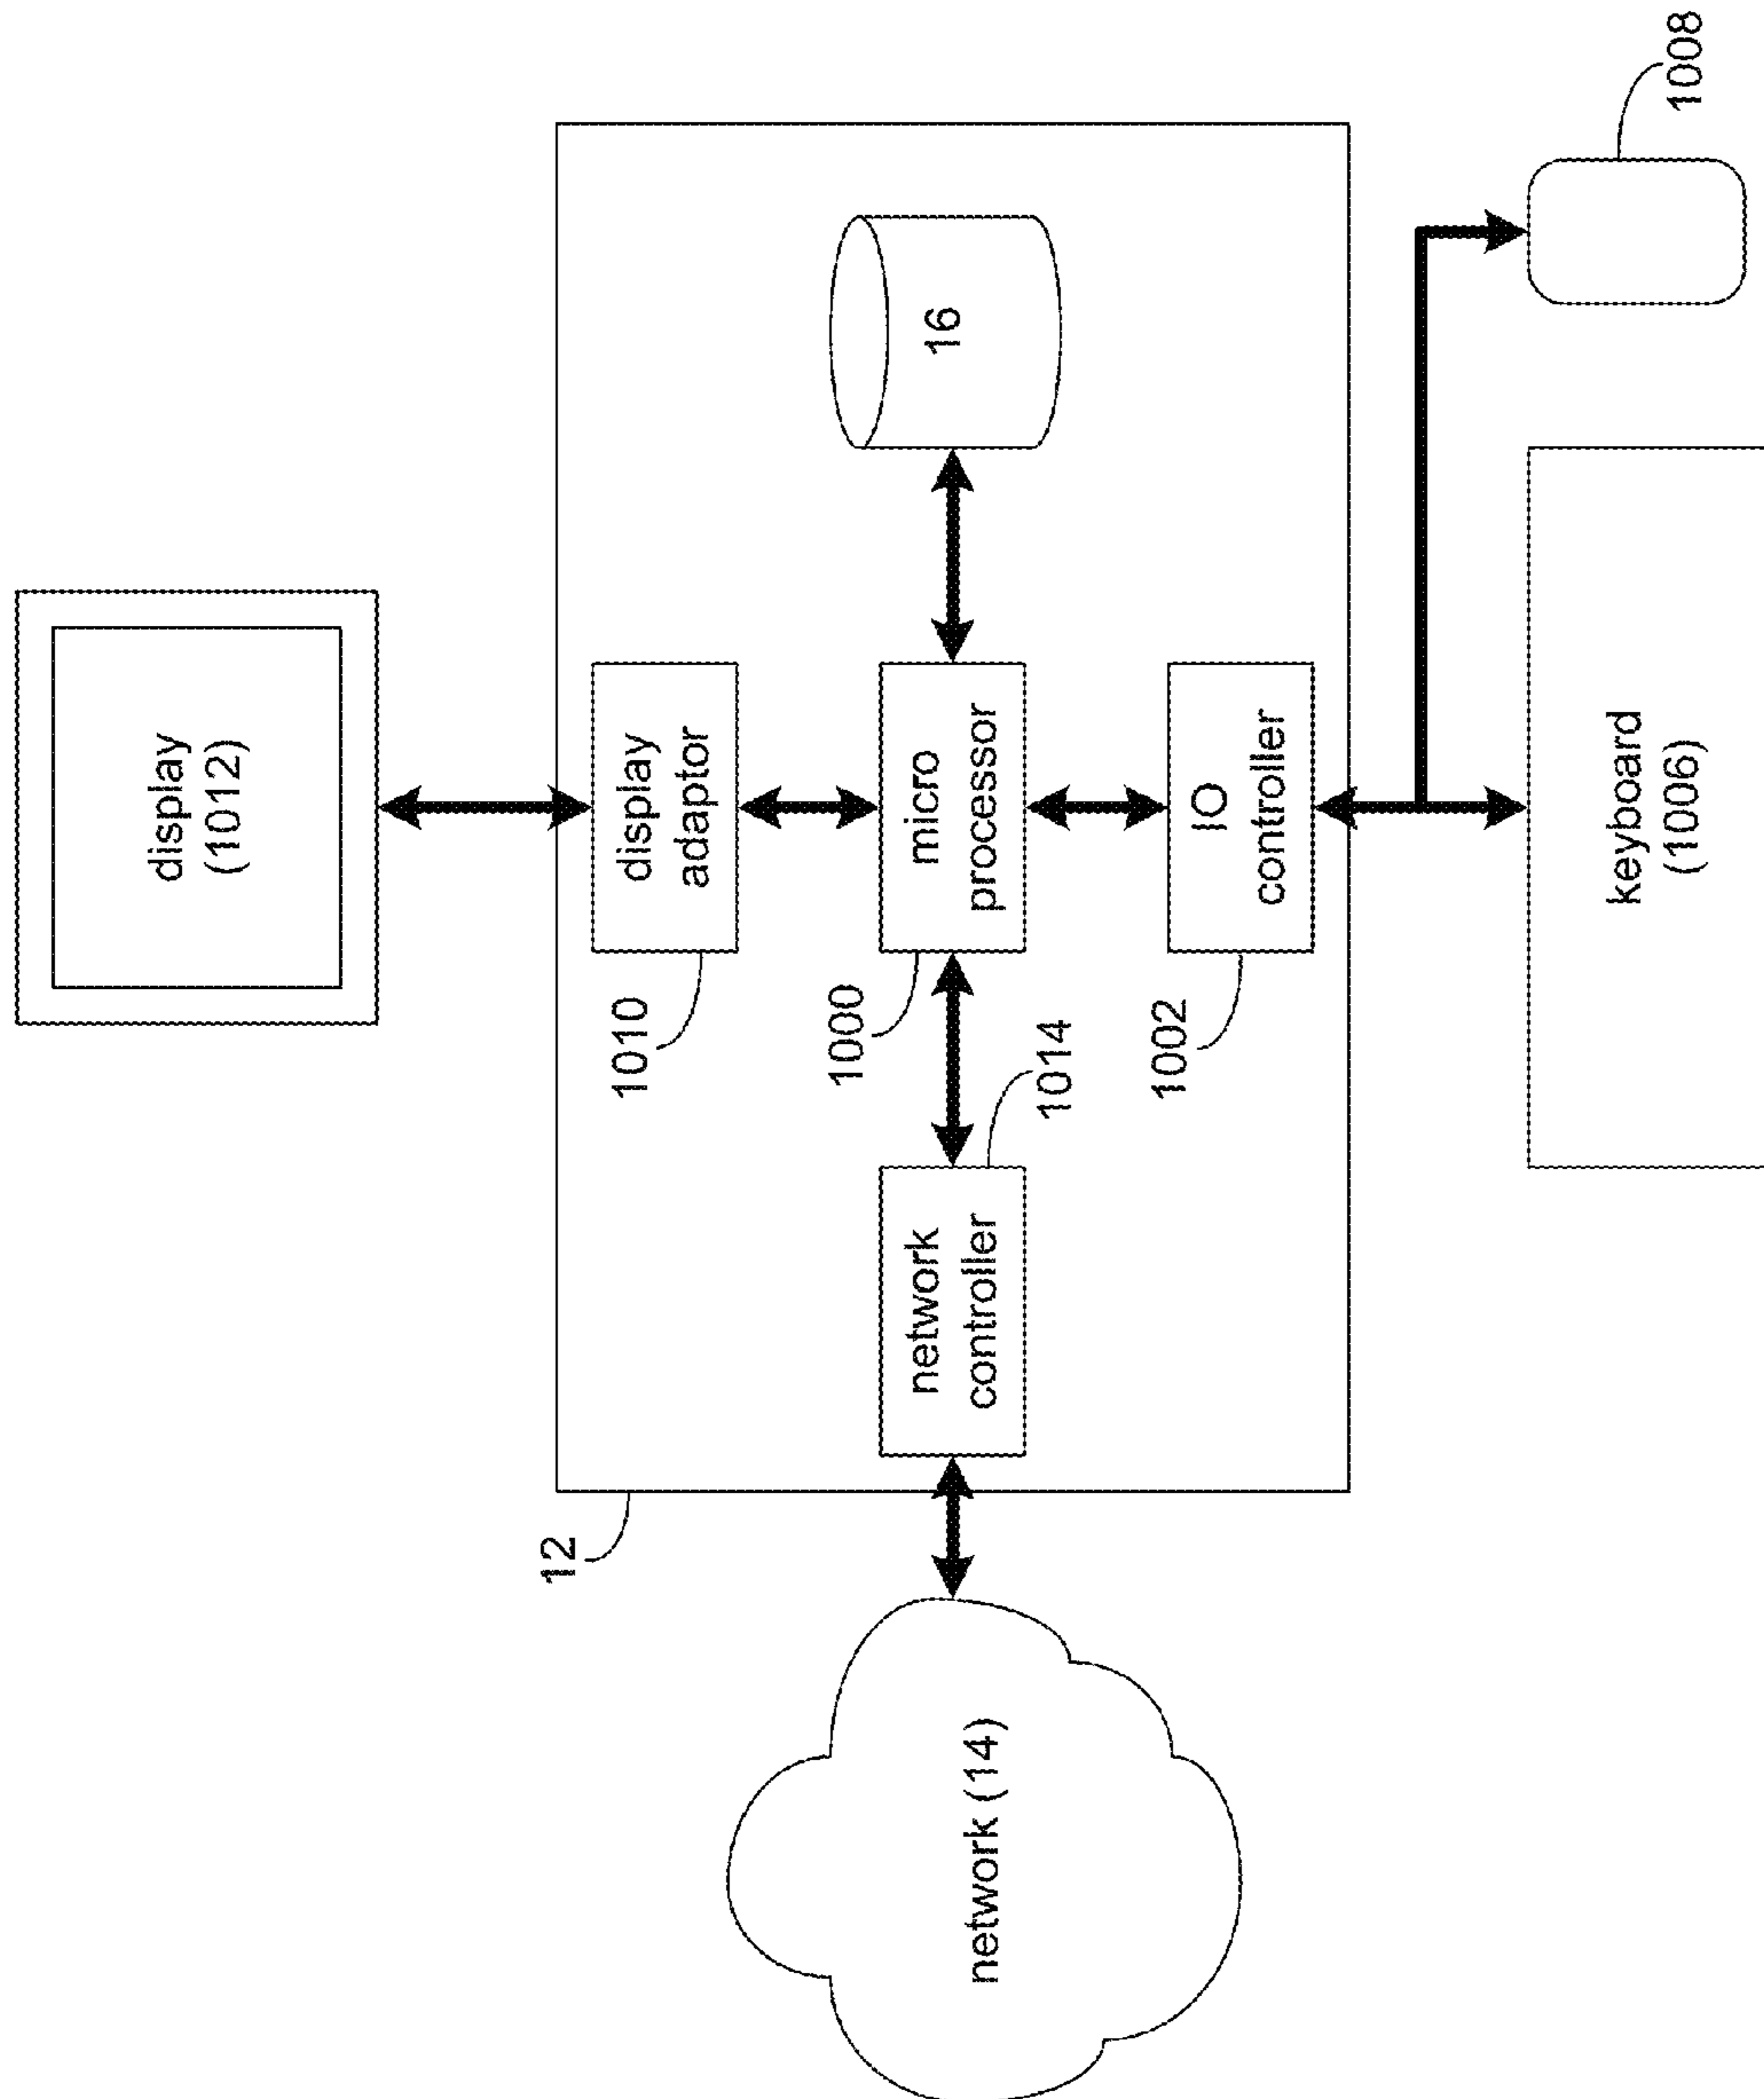 display
(1012)
1010
display
adaptor
16
1000
micro
processor
1014
network
controller
1002
IO
controller
12
network (14)
keyboard
(1006)
1008